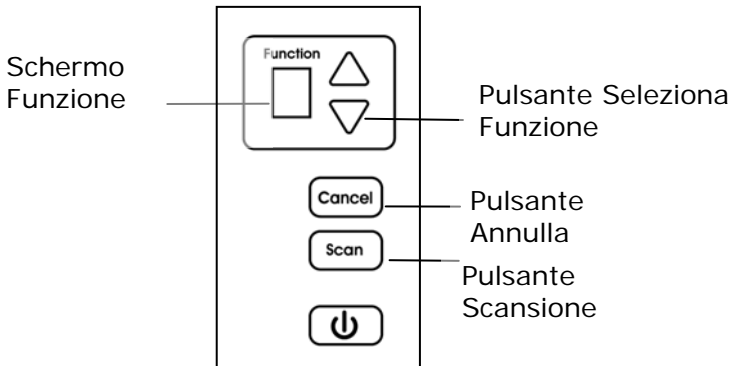 Function
Schermo
Funzione
Pulsante Seleziona
Funzione
Cancel
Pulsante
Annulla
Scan
Pulsante
Scansione